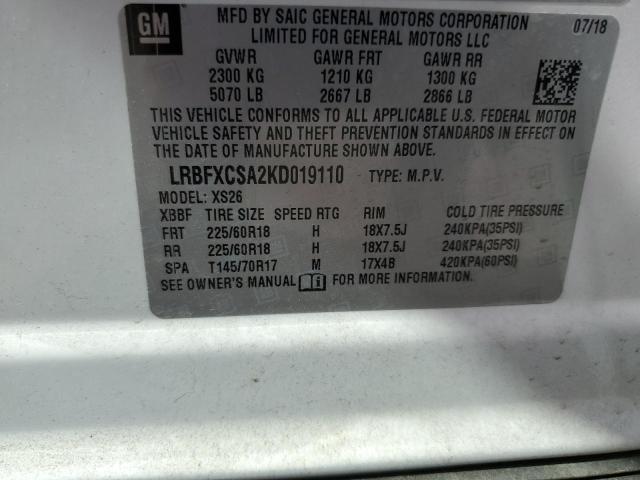 GM
MFD BY SAIC GENERAL MOTORS CORPORATION 07/18
LIMITED FOR GENERAL MOTORS LLC
GVWR GAWR FRT GAWR RR
2300 KG 1210 KG 1300 KG
5070 LB 2667 LB 2866 LB
THIS VEHICLE CONFORMS TO ALL APPLICABLE U.S. FEDERAL MOTOR
VEHICLE SAFETY AND THEFT PREVENTION STANDARDS IN EFFECT ON
THE DATE OF MANUFACTURE SHOWN ABOVE.
LRBFXCSA2KD019110 TYPE: M.P.V.
MODEL: XS26
XBBF TIRE SIZE SPEED RTG RIM COLD TIRE PRESSURE
FRT 225/60R18 H 18X7.5J 240KPA(35PSI)
RR 225/60R18 H 18X7.5J 240KPA(35PSI)
SPA T145/70R17 M 17X4B 420KPA(60PSI)
SEE OWNER'S MANUAL FOR MORE INFORMATION.